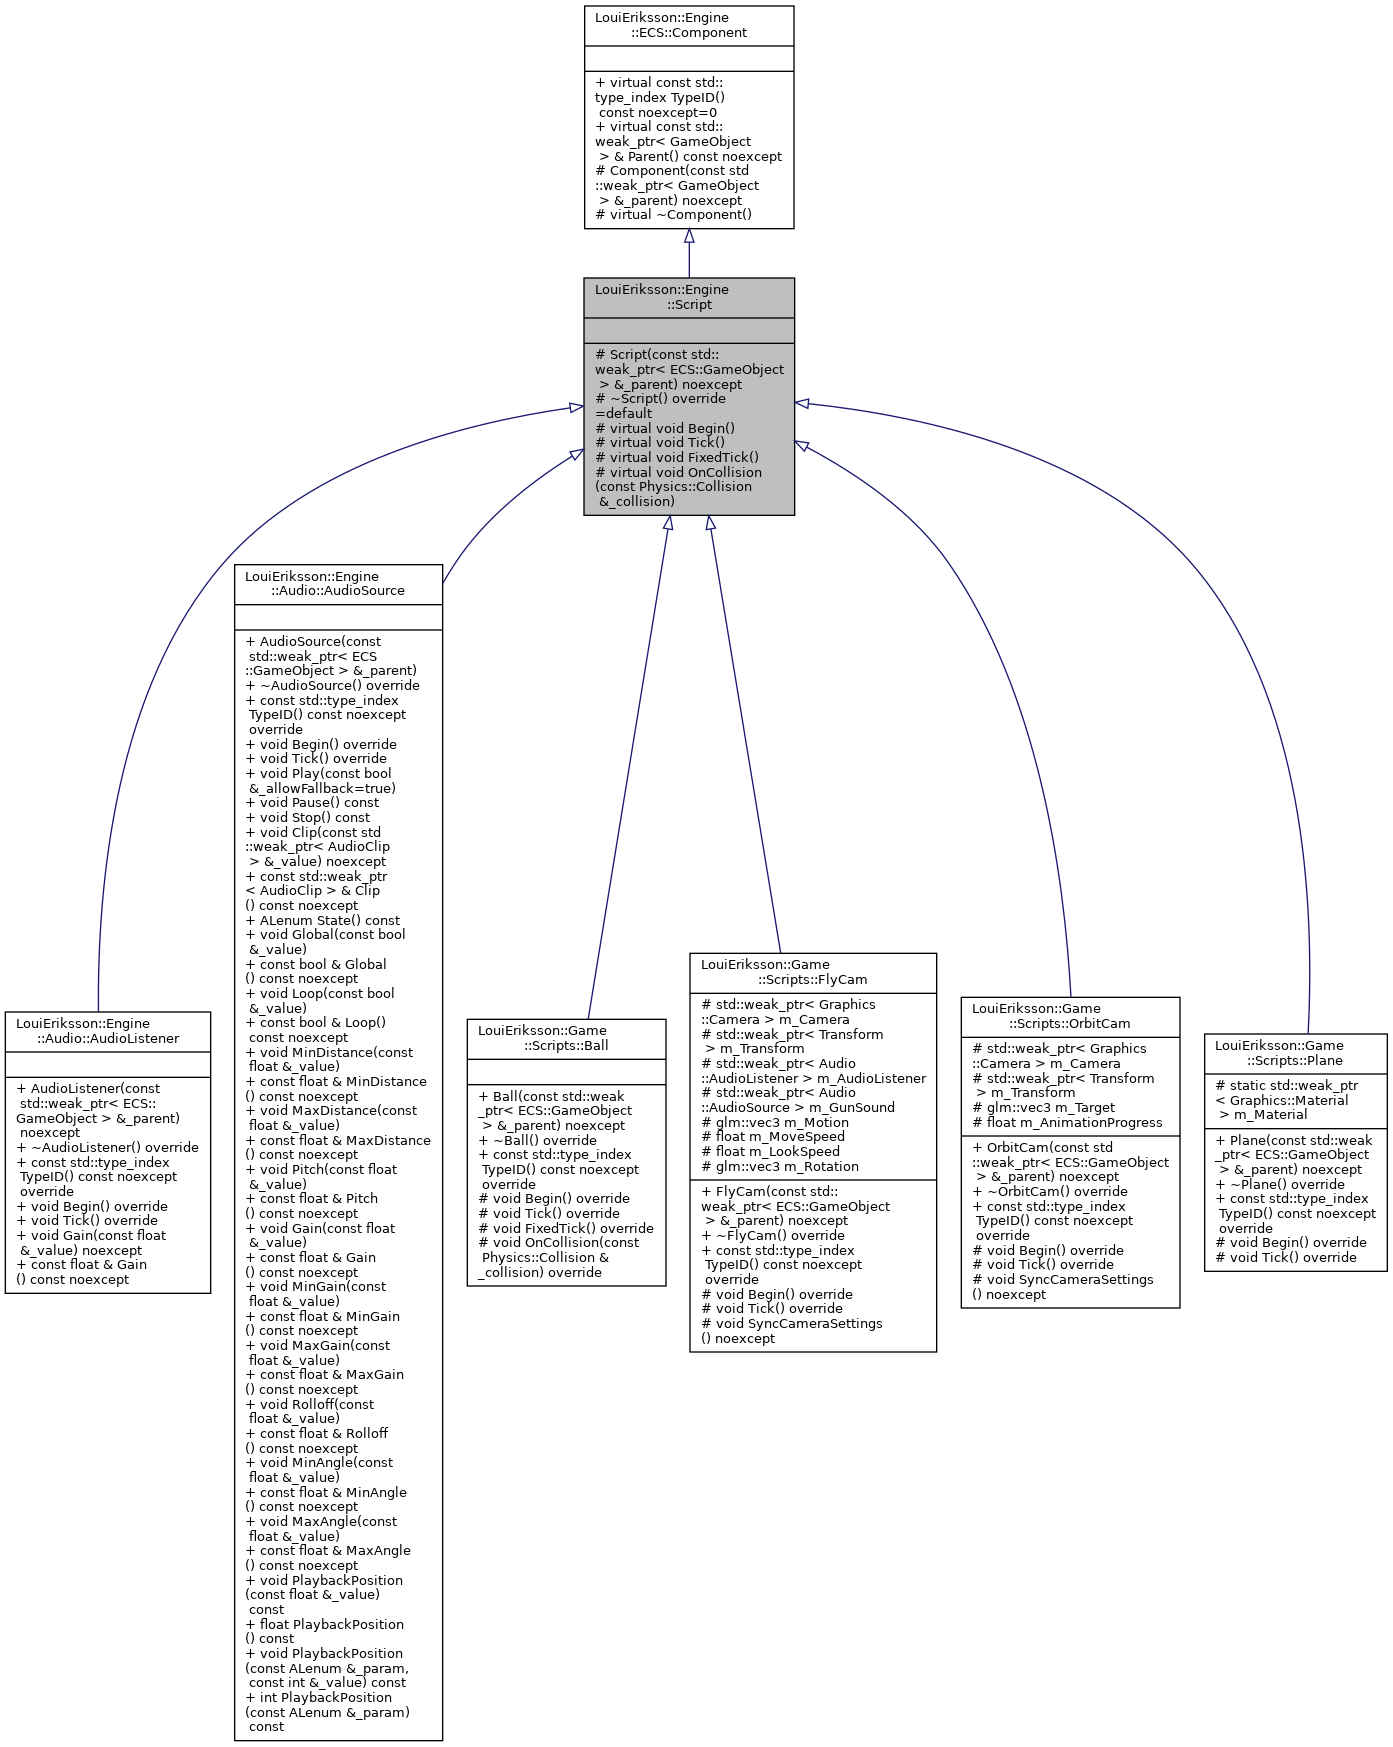 LouiEriksson::Engine
::ECS::Component
+ virtual const std::
type_index TypeID()
const noexcept=0
+ virtual const std::
weak_ptr< GameObject
> & Parent() const noexcept
# Component(const std
::weak_ptr< GameObject
> &_parent) noexcept
# virtual ~Component()
LouiEriksson::Engine
::Script
# Script(const std::
weak_ptr< ECS::GameObject
> &_parent) noexcept
# ~Script() override
=default
# virtual void Begin()
# virtual void Tick()
# virtual void FixedTick()
# virtual void OnCollision
(const Physics::Collision
&_collision)
LouiEriksson::Engine
::Audio::AudioListener
+ AudioListener(const
std::weak_ptr< ECS::
GameObject > &_parent)
noexcept
+ ~AudioListener() override
+ const std::type_index
TypeID() const noexcept
override
+ void Begin() override
+ void Tick() override
+ void Gain(const float
&_value) noexcept
+ const float & Gain
() const noexcept
LouiEriksson::Engine
::Audio::AudioSource
+ AudioSource(const
std::weak_ptr< ECS
::GameObject > &_parent)
+ ~AudioSource() override
+ const std::type_index
TypeID() const noexcept
override
+ void Begin() override
+ void Tick() override
+ void Play(const bool
&_allowFallback=true)
+ void Pause() const
+ void Stop() const
+ void Clip(const std
::weak_ptr< AudioClip
> &_value) noexcept
+ const std::weak_ptr
< AudioClip > & Clip
() const noexcept
+ ALenum State() const
+ void Global(const bool
&_value)
+ const bool & Global
() const noexcept
+ void Loop(const bool
&_value)
+ const bool & Loop()
const noexcept
+ void MinDistance(const
float &_value)
+ const float & MinDistance
() const noexcept
+ void MaxDistance(const
float &_value)
+ const float & MaxDistance
() const noexcept
+ void Pitch(const float
&_value)
+ const float & Pitch
() const noexcept
+ void Gain(const float
&_value)
+ const float & Gain
() const noexcept
+ void MinGain(const
float &_value)
+ const float & MinGain
() const noexcept
+ void MaxGain(const
float &_value)
+ const float & MaxGain
() const noexcept
+ void Rolloff(const
float &_value)
+ const float & Rolloff
() const noexcept
+ void MinAngle(const
float &_value)
+ const float & MinAngle
() const noexcept
+ void MaxAngle(const
float &_value)
+ const float & MaxAngle
() const noexcept
+ void PlaybackPosition
(const float &_value)
const
+ float PlaybackPosition
() const
+ void PlaybackPosition
(const ALenum &_param,
const int &_value) const
+ int PlaybackPosition
(const ALenum &_param)
const
LouiEriksson::Game
::Scripts::Ball
+ Ball(const std::weak
_ptr< ECS::GameObject
> &_parent) noexcept
+ ~Ball() override
+ const std::type_index
TypeID() const noexcept
override
# void Begin() override
# void Tick() override
# void FixedTick() override
# void OnCollision(const
Physics::Collision &
_collision) override
LouiEriksson::Game
::Scripts::FlyCam
# std::weak_ptr< Graphics
::Camera > m_Camera
# std::weak_ptr< Transform
> m_Transform
# std::weak_ptr< Audio
::AudioListener > m_AudioListener
# std::weak_ptr< Audio
::AudioSource > m_GunSound
# glm::vec3 m_Motion
# float m_MoveSpeed
# float m_LookSpeed
# glm::vec3 m_Rotation
+ FlyCam(const std::
weak_ptr< ECS::GameObject
> &_parent) noexcept
+ ~FlyCam() override
+ const std::type_index
TypeID() const noexcept
override
# void Begin() override
# void Tick() override
# void SyncCameraSettings
() noexcept
LouiEriksson::Game
::Scripts::OrbitCam
# std::weak_ptr< Graphics
::Camera > m_Camera
# std::weak_ptr< Transform
> m_Transform
# glm::vec3 m_Target
# float m_AnimationProgress
+ OrbitCam(const std
::weak_ptr< ECS::GameObject
> &_parent) noexcept
+ ~OrbitCam() override
+ const std::type_index
TypeID() const noexcept
override
# void Begin() override
# void Tick() override
# void SyncCameraSettings
() noexcept
LouiEriksson::Game
::Scripts::Plane
# static std::weak_ptr
< Graphics::Material
> m_Material
+ Plane(const std::weak
_ptr< ECS::GameObject
> &_parent) noexcept
+ ~Plane() override
+ const std::type_index
TypeID() const noexcept
override
# void Begin() override
# void Tick() override